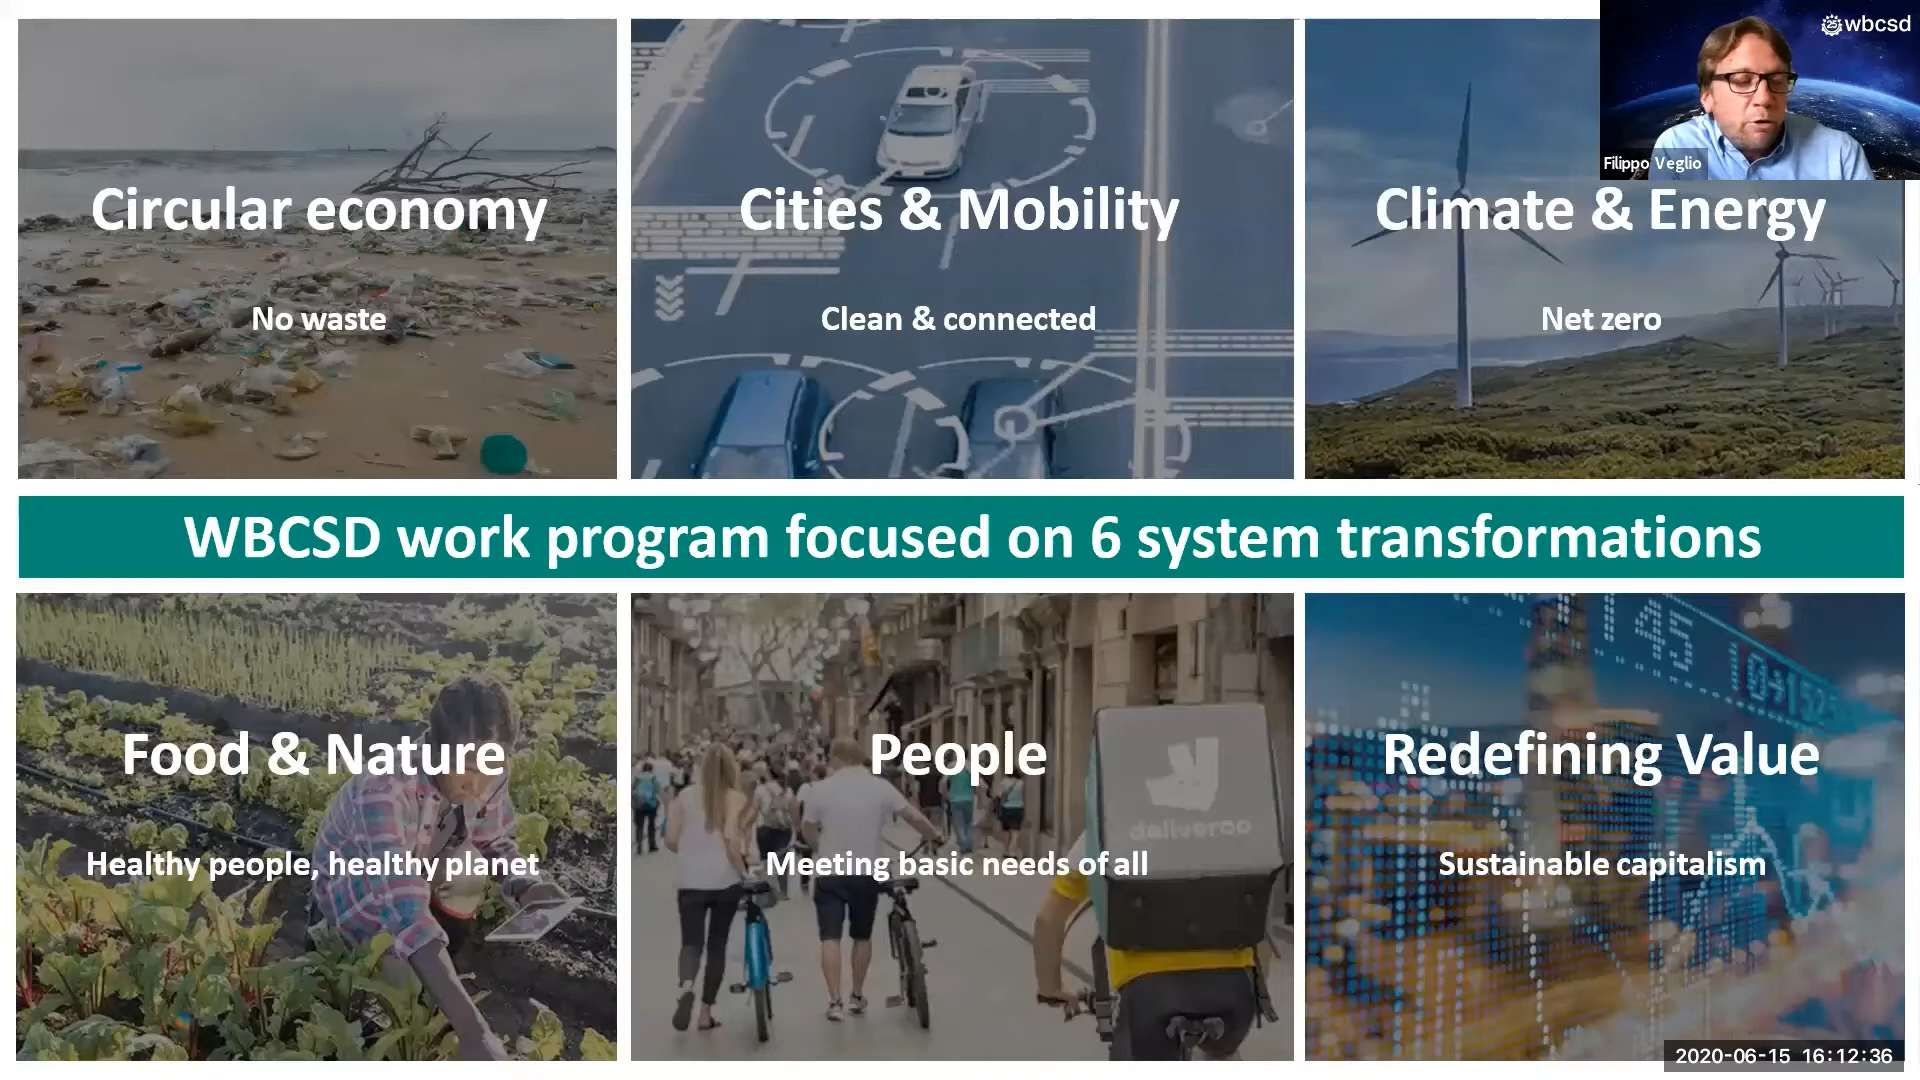 wbcsd
Filippo Veglio
Circular economy
No waste
Cities & Mobility
Clean & connected
Climate & Energy
Net zero
WBCSD work program focused on 6 system transformations
Food & Nature
Healthy people, healthy planet
People
Meeting basic needs of all
deliveroo
Redefining Value
Sustainable capitalism
2020-06-15 16:12:36